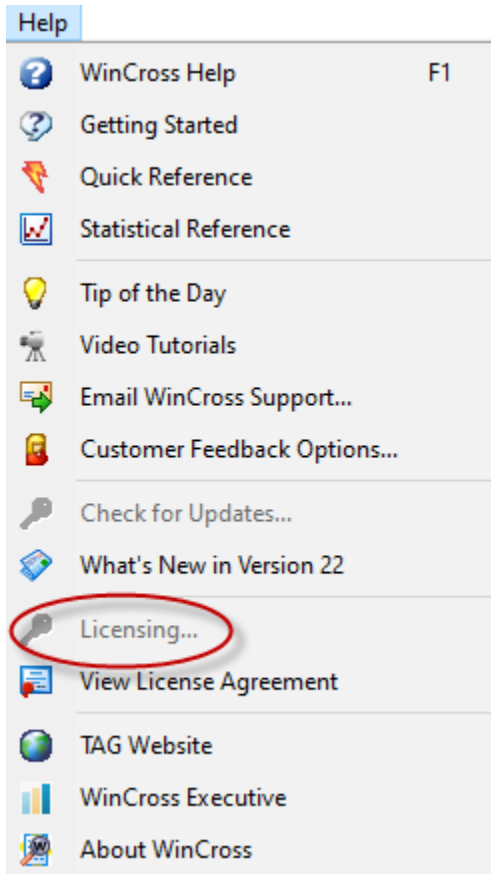 Help
WinCross Help F1
Getting Started
Quick Reference
Statistical Reference
Tip of the Day
Video Tutorials
Email WinCross Support...
Customer Feedback Options...
Check for Updates...
What's New in Version 22
Licensing...
View License Agreement
TAG Website
WinCross Executive
About WinCross